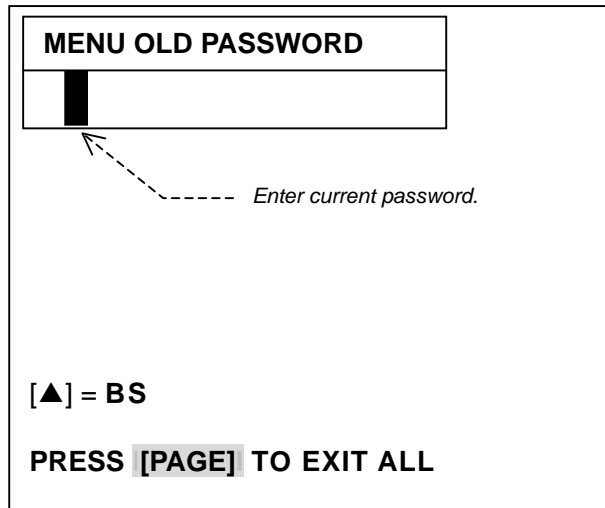 MENU OLD PASSWORD
Enter current password.
[▲] = BS
PRESS [PAGE] TO EXIT ALL